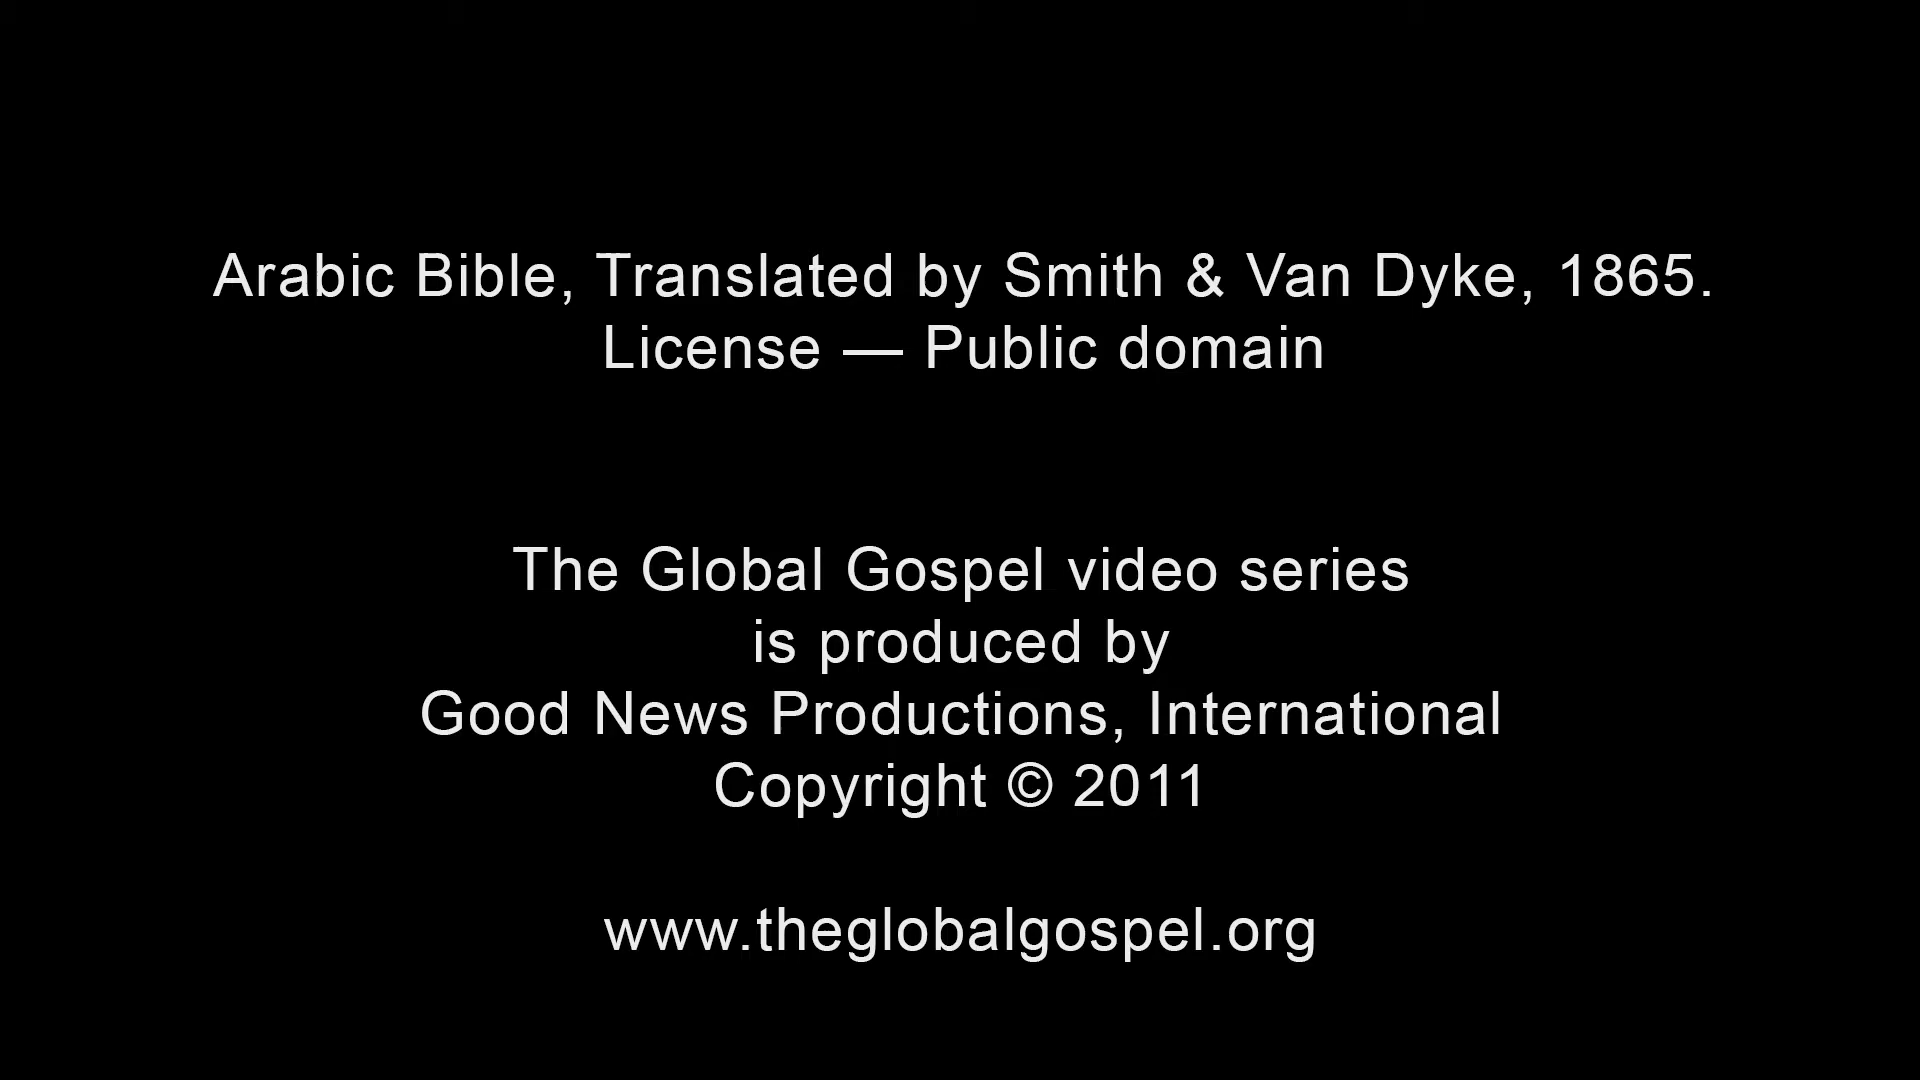 Arabic Bible, Translated by Smith & Van Dyke, 1865.
License — Public domain
The Global Gospel video series
is produced by
Good News Productions, International
Copyright © 2011
www.theglobalgospel.org